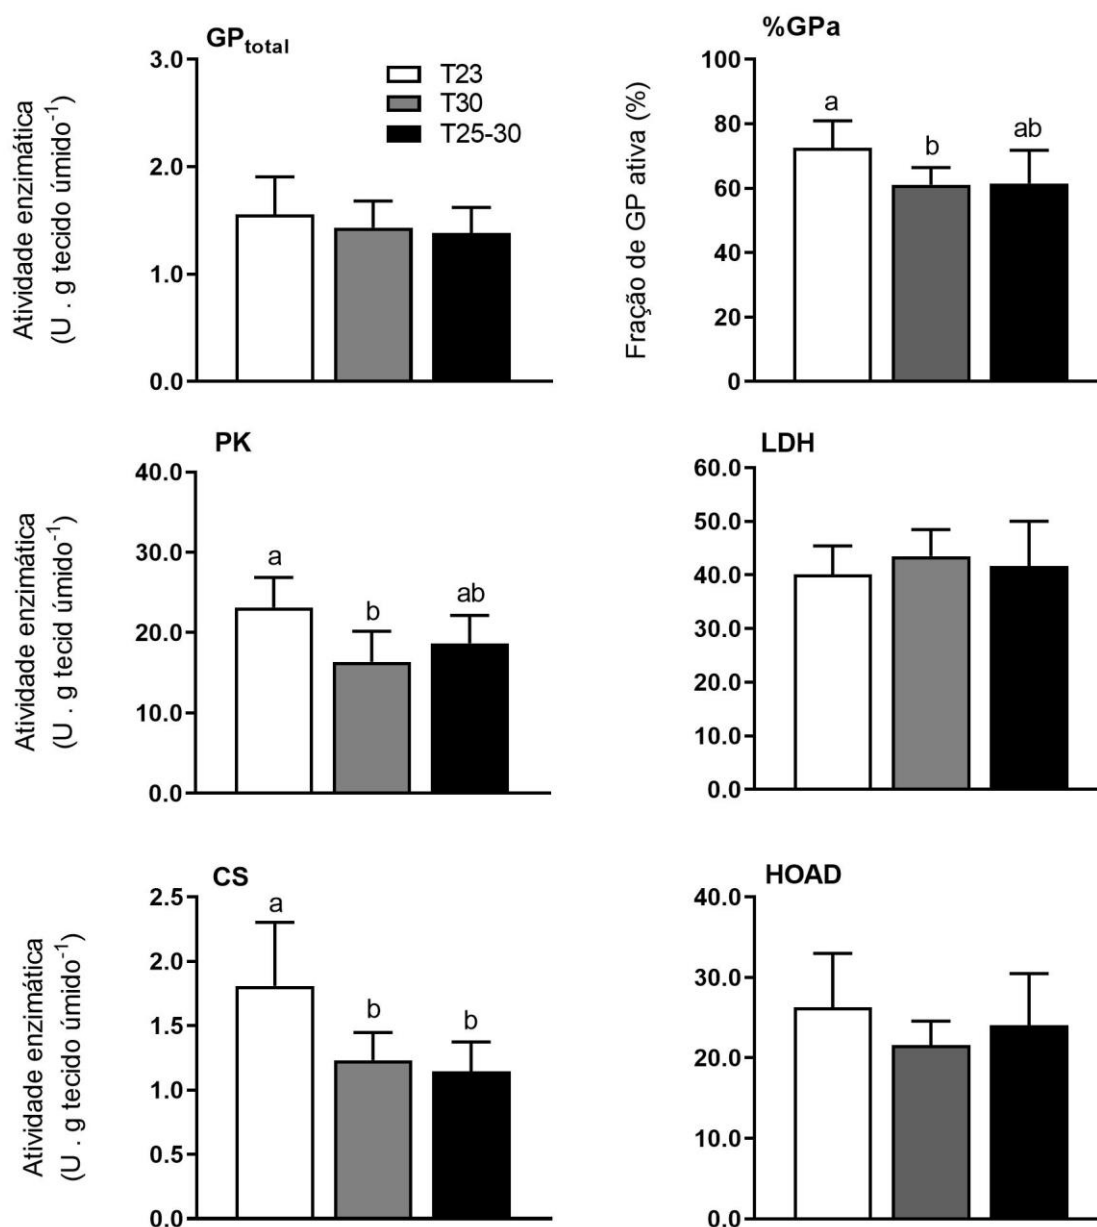 GPtotal
Atividade enzimática
(U . g tecido úmido-1)
3.0
2.0
1.0
0.0
T23
T30
T25-30
%GPa
Fração de GP ativa (%)
100
80
60
40
20
0
a
b
ab
PK
Atividade enzimática
(U . g tecid úmido-1)
40.0
30.0
20.0
10.0
0.0
a
b
ab
LDH
60.0
50.0
40.0
30.0
20.0
10.0
0.0
CS
Atividade enzimática
(U . g tecido úmido-1)
2.5
2.0
1.5
1.0
0.5
0.0
a
b
b
HOAD
40.0
30.0
20.0
10.0
0.0